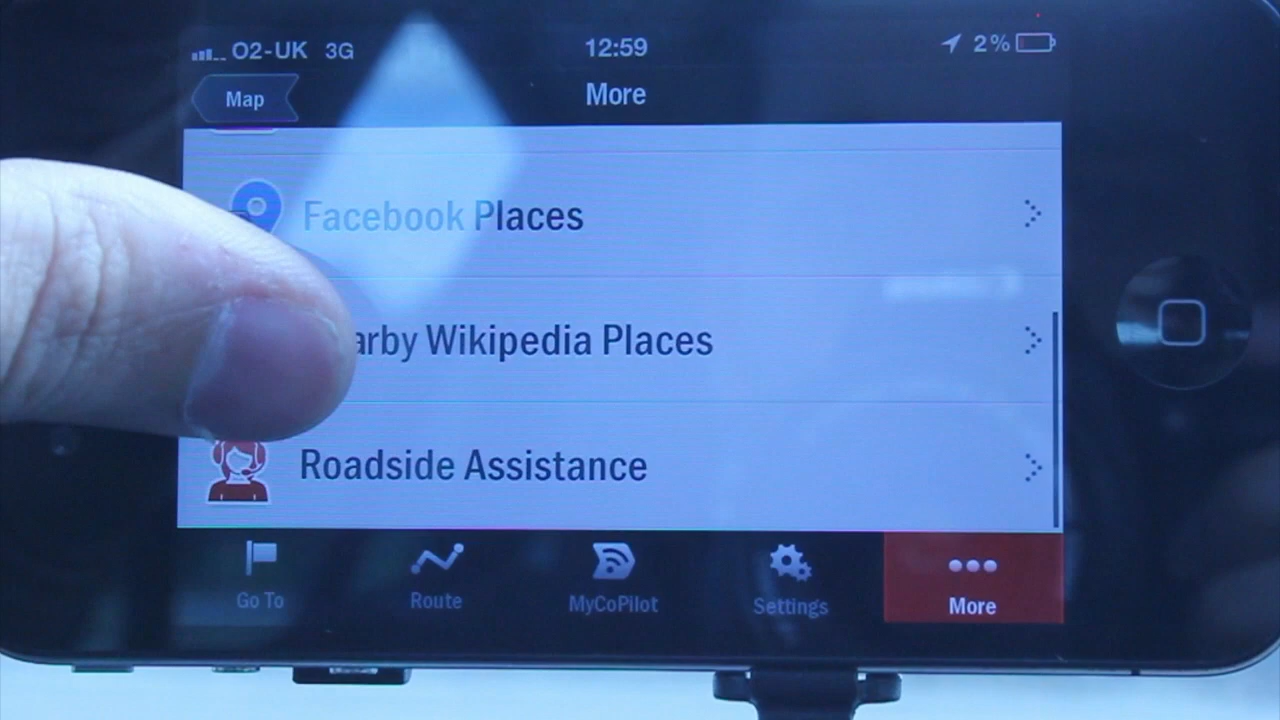 O2-UK 3G 12:59 2%
Map More
Facebook Places
arby Wikipedia Places
Roadside Assistance
Go To Route MyCoPilot Settings More